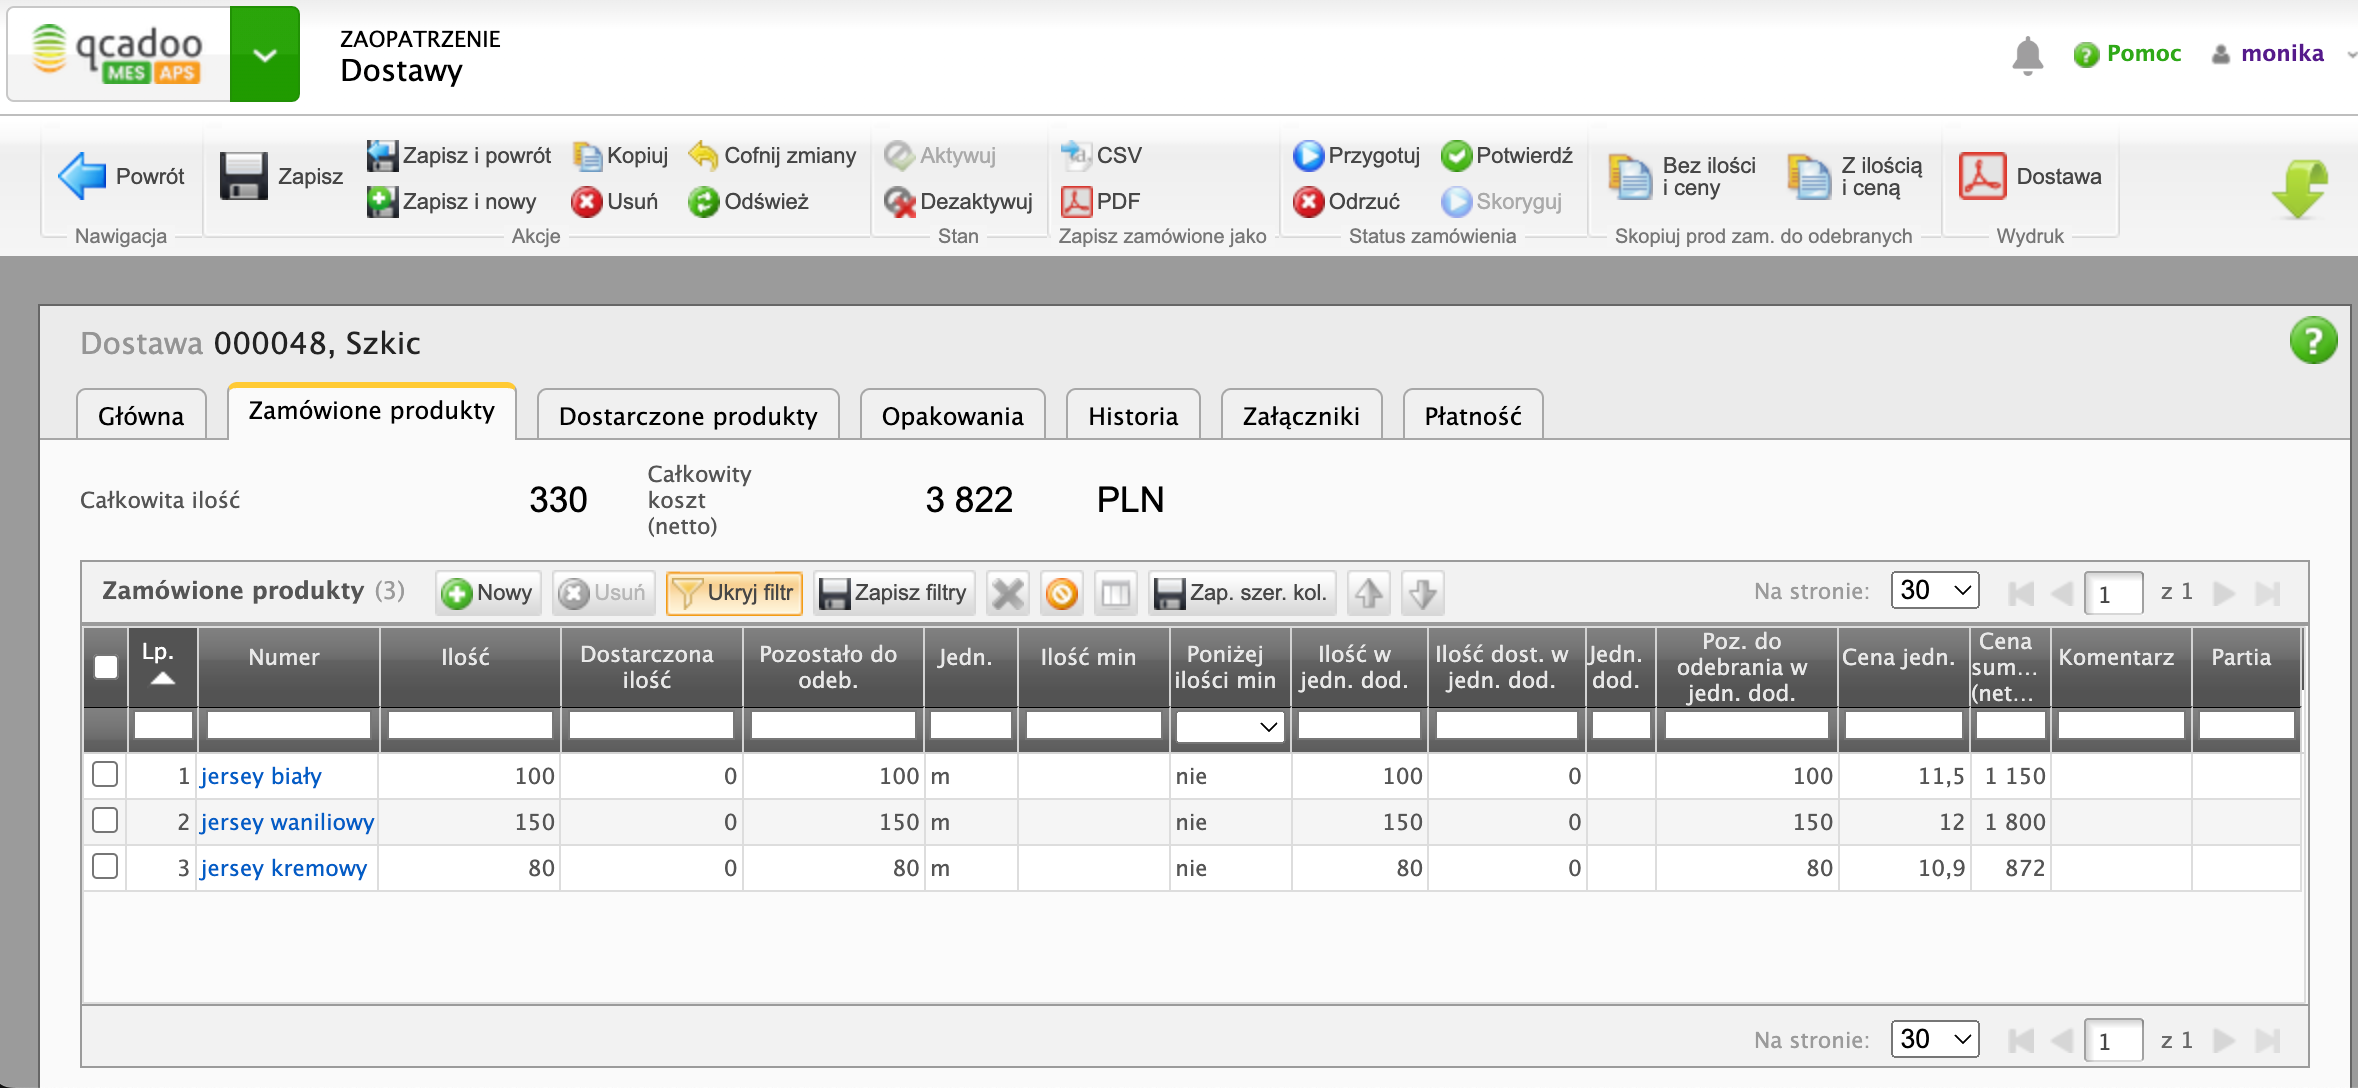 qcadoo
MES APS
ZAOPATRZENIE
Dostawy
Pomoc
monika
Powrót
Nawigacja
Zapisz
Zapisz i powrót
Kopiuj
Cofnij zmiany
Zapisz i nowy
Usuń
Odśwież
Akcje
Aktywuj
Dezaktywuj
Stan
CSV
PDF
Zapisz zamówione jako
Przygotuj
Potwierdź
Odrzuć
Skoryguj
Status zamówienia
Bez ilości
i ceny
Z ilością
i ceną
Skopiuj prod zam. do odebranych
Dostawa
Wydruk
Dostawa 000048, Szkic
Główna
Zamówione produkty
Dostarczone produkty
Opakowania
Historia
Załączniki
Płatność
Całkowita ilość
330
Całkowity
koszt
(netto)
3 822
PLN
Zamówione produkty (3)
Nowy
Usuń
Ukryj filtr
Zapisz filtry
Zap. szer. kol.
Na stronie:
30
1
z 1
Lp.
Numer
Ilość
Dostarczona
ilość
Pozostało do
odeb.
Jedn.
Ilość min
Poniżej
ilości min
Ilość w
jedn. dod.
Ilość dost. w
jedn. dod.
Jedn.
dod.
Poz. do
odebrania w
jedn. dod.
Cena jedn.
Cena
sum...
(net...
Komentarz
Partia
1 jersey biały 100 0 100 m nie 100 0 100 11,5 1 150
2 jersey waniliowy 150 0 150 m nie 150 0 150 12 1 800
3 jersey kremowy 80 0 80 m nie 80 0 80 10,9 872
Na stronie:
30
1
z 1